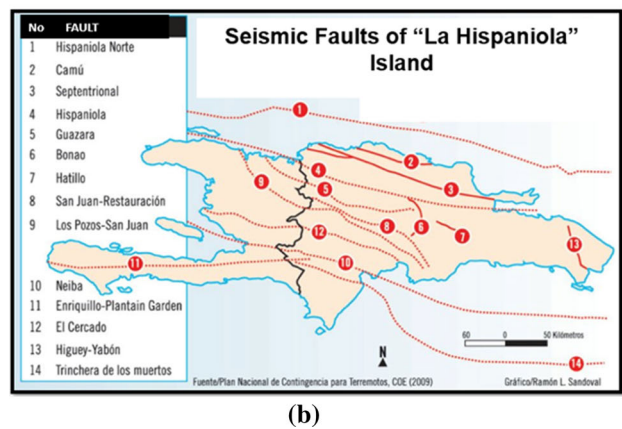 No FAULT
1 Hispaniola Norte
2 Camú
3 Septentrional
4 Hispaniola
5 Guazara
6 Bonao
7 Hatillo
8 San Juan-Restauración
9 Los Pozos-San Juan
10 Neiba
11 Enriquillo-Plantain Garden
12 El Cercado
13 Higuey-Yabón
14 Trinchera de los muertos
Seismic Faults of “La Hispaniola”
Island
1
2
4
3
9
5
8
6
12
7
13
11
10
14
60 0 50 Kilómetros
N
Fuente/Plan Nacional de Contingencia para Terremotos, COE (2009)
Gráfico/Ramón L. Sandoval
(b)